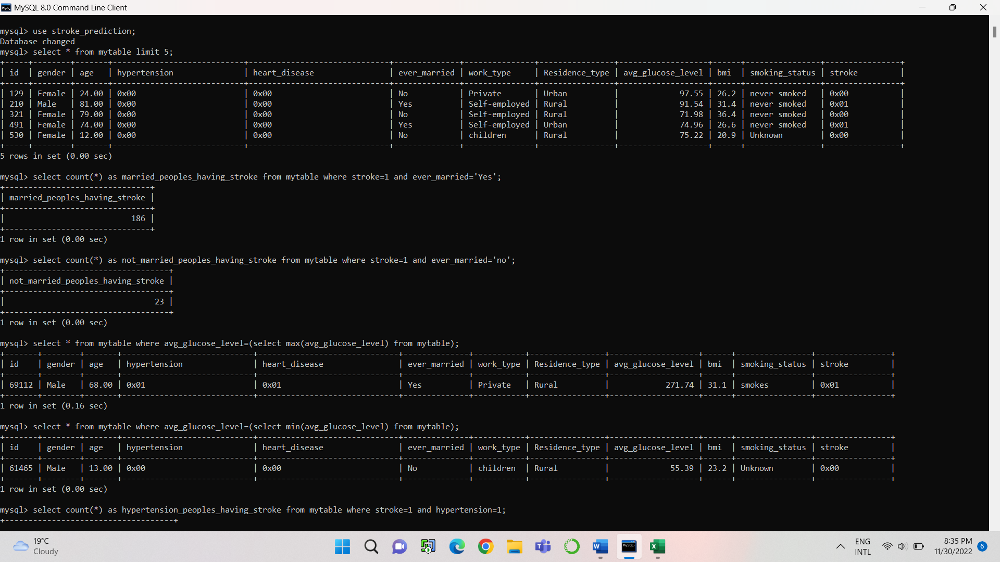 MySQL 8.0 Command Line Client
mysql> use stroke_prediction;
Database changed
mysql> select * from mytable limit 5;
+-----+--------+-------+----------------------------+------------------------------+--------------+---------------+----------------+-------------------+------+----------------+----------------+
| id | gender | age | hypertension | heart_disease | ever_married | work_type | Residence_type | avg_glucose_level | bmi | smoking_status | stroke |
+-----+--------+-------+----------------------------+------------------------------+--------------+---------------+----------------+-------------------+------+----------------+----------------+
| 129 | Female | 24.00 | 0x00 | 0x00 | No | Private | Urban | 97.55 | 26.2 | never smoked | 0x00 |
| 210 | Male | 81.00 | 0x00 | 0x00 | Yes | Self-employed | Rural | 91.54 | 31.4 | never smoked | 0x01 |
| 321 | Female | 79.00 | 0x00 | 0x00 | No | Self-employed | Rural | 71.98 | 36.4 | never smoked | 0x00 |
| 491 | Female | 74.00 | 0x00 | 0x00 | Yes | Self-employed | Urban | 74.96 | 26.6 | never smoked | 0x01 |
| 530 | Female | 12.00 | 0x00 | 0x00 | No | children | Rural | 75.22 | 20.9 | Unknown | 0x00 |
+-----+--------+-------+----------------------------+------------------------------+--------------+---------------+----------------+-------------------+------+----------------+----------------+
5 rows in set (0.00 sec)
mysql> select count(*) as married_peoples_having_stroke from mytable where stroke=1 and ever_married='Yes';
+-------------------------------+
| married_peoples_having_stroke |
+-------------------------------+
| 186 |
+-------------------------------+
1 row in set (0.00 sec)
mysql> select count(*) as not_married_peoples_having_stroke from mytable where stroke=1 and ever_married='no';
+-----------------------------------+
| not_married_peoples_having_stroke |
+-----------------------------------+
| 23 |
+-----------------------------------+
1 row in set (0.00 sec)
mysql> select * from mytable where avg_glucose_level=(select max(avg_glucose_level) from mytable);
+-------+--------+-------+----------------------------+------------------------------+--------------+-----------+----------------+-------------------+------+----------------+----------------+
| id | gender | age | hypertension | heart_disease | ever_married | work_type | Residence_type | avg_glucose_level | bmi | smoking_status | stroke |
+-------+--------+-------+----------------------------+------------------------------+--------------+-----------+----------------+-------------------+------+----------------+----------------+
| 69112 | Male | 68.00 | 0x01 | 0x01 | Yes | Private | Rural | 271.74 | 31.1 | smokes | 0x01 |
+-------+--------+-------+----------------------------+------------------------------+--------------+-----------+----------------+-------------------+------+----------------+----------------+
1 row in set (0.16 sec)
mysql> select * from mytable where avg_glucose_level=(select min(avg_glucose_level) from mytable);
+-------+--------+-------+----------------------------+------------------------------+--------------+-----------+----------------+-------------------+------+----------------+----------------+
| id | gender | age | hypertension | heart_disease | ever_married | work_type | Residence_type | avg_glucose_level | bmi | smoking_status | stroke |
+-------+--------+-------+----------------------------+------------------------------+--------------+-----------+----------------+-------------------+------+----------------+----------------+
| 61465 | Male | 13.00 | 0x00 | 0x00 | No | children | Rural | 55.39 | 23.2 | Unknown | 0x00 |
+-------+--------+-------+----------------------------+------------------------------+--------------+-----------+----------------+-------------------+------+----------------+----------------+
1 row in set (0.00 sec)
mysql> select count(*) as hypertension_peoples_having_stroke from mytable where stroke=1 and hypertension=1;
+------------------------------------+
19°C
Cloudy
ENG
INTL
8:35 PM
11/30/2022
6